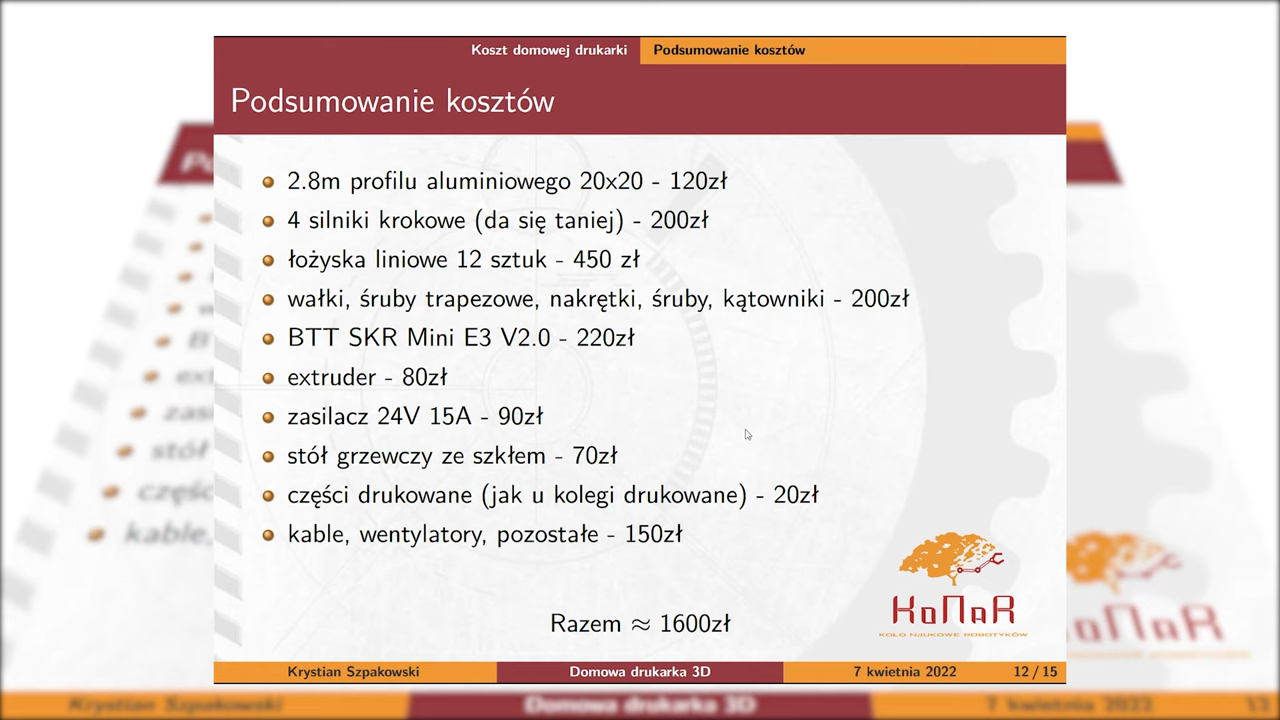 Koszt domowej drukarki Podsumowanie kosztów
Podsumowanie kosztów
2.8m profilu aluminiowego 20x20 - 120zł
4 silniki krokowe (da się taniej) - 200zł
łożyska liniowe 12 sztuk - 450 zł
wałki, śruby trapezowe, nakrętki, śruby, kątowniki - 200zł
BTT SKR Mini E3 V2.0 - 220zł
extruder - 80zł
zasilacz 24V 15A - 90zł
stół grzewczy ze szkłem - 70zł
części drukowane (jak u kolegi drukowane) - 20zł
kable, wentylatory, pozostałe - 150zł
KoNaR
KOŁO NAUKOWE ROBOTYKÓW
Razem ≈ 1600zł
Krystian Szpakowski Domowa drukarka 3D 7 kwietnia 2022 12 / 15